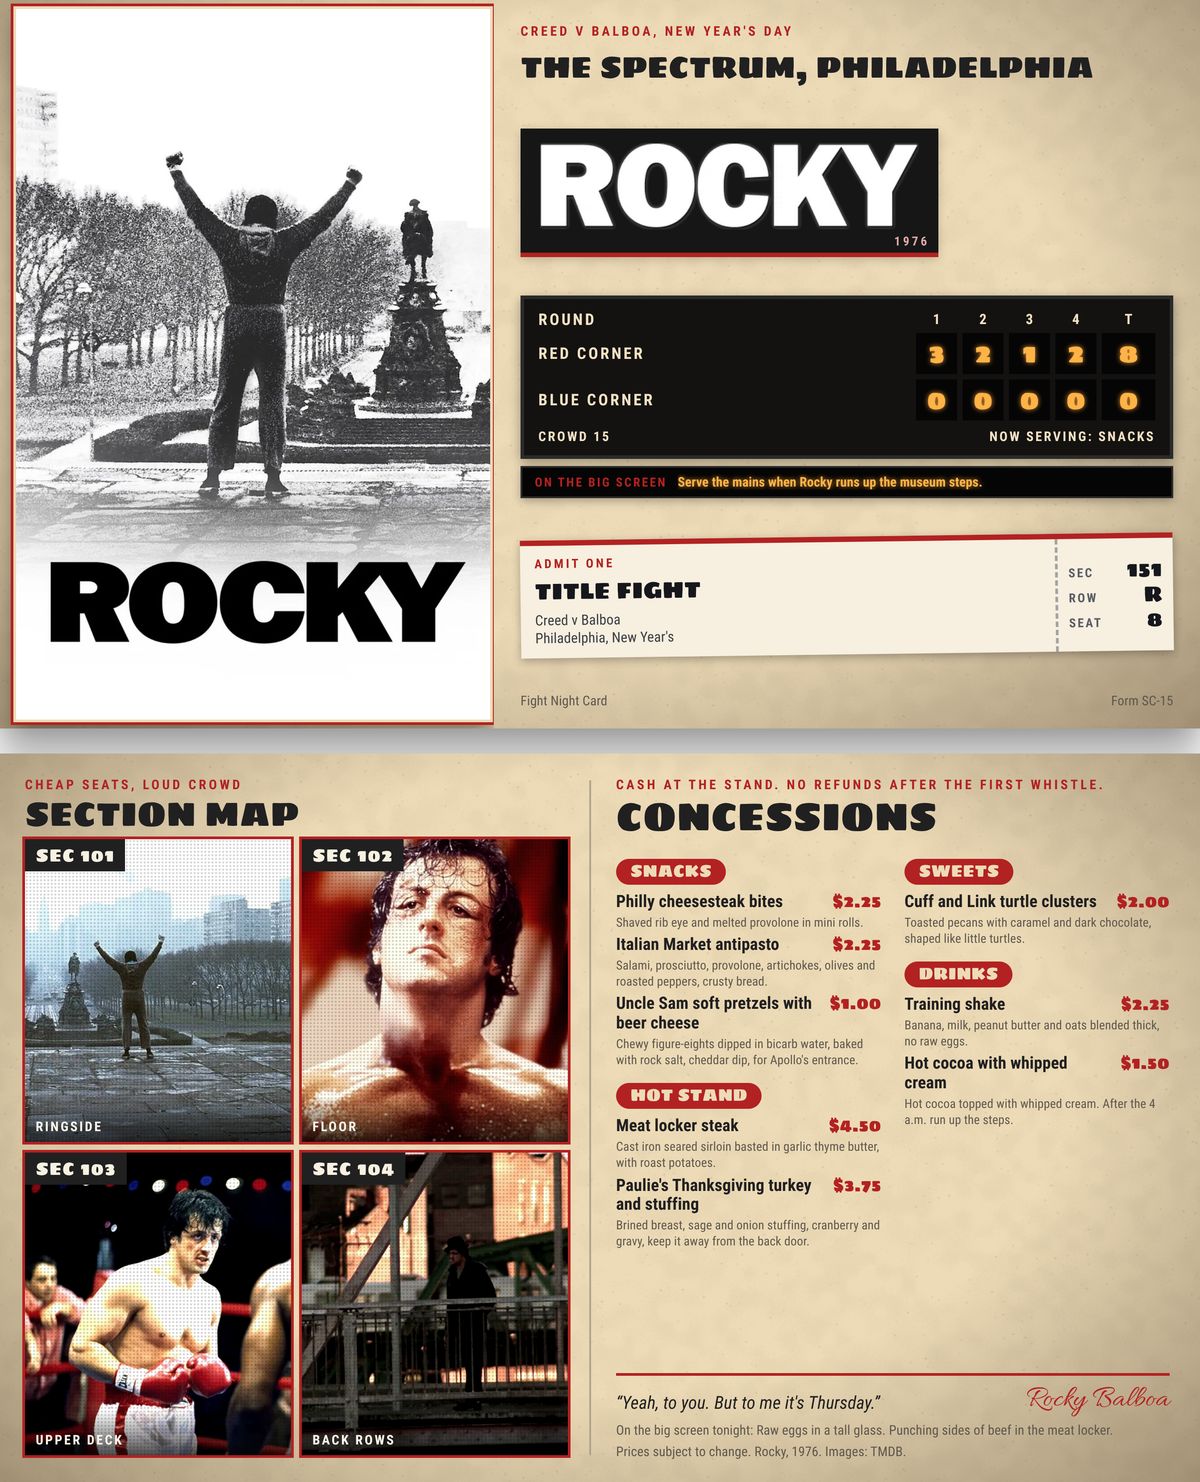 ROCKY
CREED V BALBOA, NEW YEAR'S DAY
THE SPECTRUM, PHILADELPHIA
ROCKY
1976
ROUND 1 2 3 4 T
RED CORNER 3 2 1 2 8
BLUE CORNER 0 0 0 0 0
CROWD 15 NOW SERVING: SNACKS
ON THE BIG SCREEN Serve the mains when Rocky runs up the museum steps.
ADMIT ONE
TITLE FIGHT
Creed v Balboa
Philadelphia, New Year's
SEC 151
ROW R
SEAT 8
Fight Night Card
Form SC-15
CHEAP SEATS, LOUD CROWD
SECTION MAP
SEC 101
RINGSIDE
SEC 102
FLOOR
SEC 103
UPPER DECK
SEC 104
BACK ROWS
CASH AT THE STAND. NO REFUNDS AFTER THE FIRST WHISTLE.
CONCESSIONS
SNACKS
Philly cheesesteak bites $2.25
Shaved rib eye and melted provolone in mini rolls.
Italian Market antipasto $2.25
Salami, prosciutto, provolone, artichokes, olives and
roasted peppers, crusty bread.
Uncle Sam soft pretzels with $1.00
beer cheese
Chewy figure-eights dipped in bicarb water, baked
with rock salt, cheddar dip, for Apollo's entrance.
HOT STAND
Meat locker steak $4.50
Cast iron seared sirloin basted in garlic thyme butter,
with roast potatoes.
Paulie's Thanksgiving turkey $3.75
and stuffing
Brined breast, sage and onion stuffing, cranberry and
gravy, keep it away from the back door.
SWEETS
Cuff and Link turtle clusters $2.00
Toasted pecans with caramel and dark chocolate,
shaped like little turtles.
DRINKS
Training shake $2.25
Banana, milk, peanut butter and oats blended thick,
no raw eggs.
Hot cocoa with whipped $1.50
cream
Hot cocoa topped with whipped cream. After the 4
a.m. run up the steps.
“Yeah, to you. But to me it's Thursday.”
Rocky Balboa
On the big screen tonight: Raw eggs in a tall glass. Punching sides of beef in the meat locker.
Prices subject to change. Rocky, 1976. Images: TMDB.